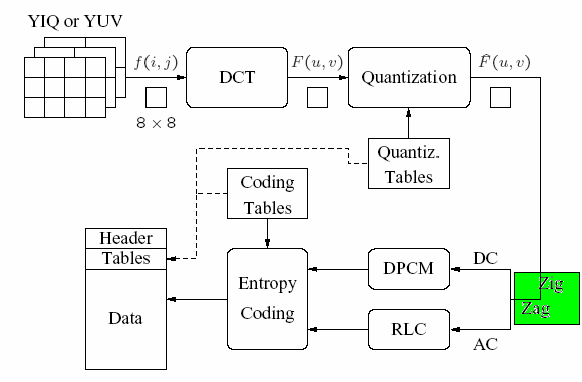 YIQ or YUV
f(i, j)
8 × 8
DCT
F(u, v)
Quantization
F̂(u, v)
Quantiz.
Tables
Coding
Tables
Header
Tables
Data
Entropy
Coding
DPCM
DC
RLC
AC
Zig
Zag